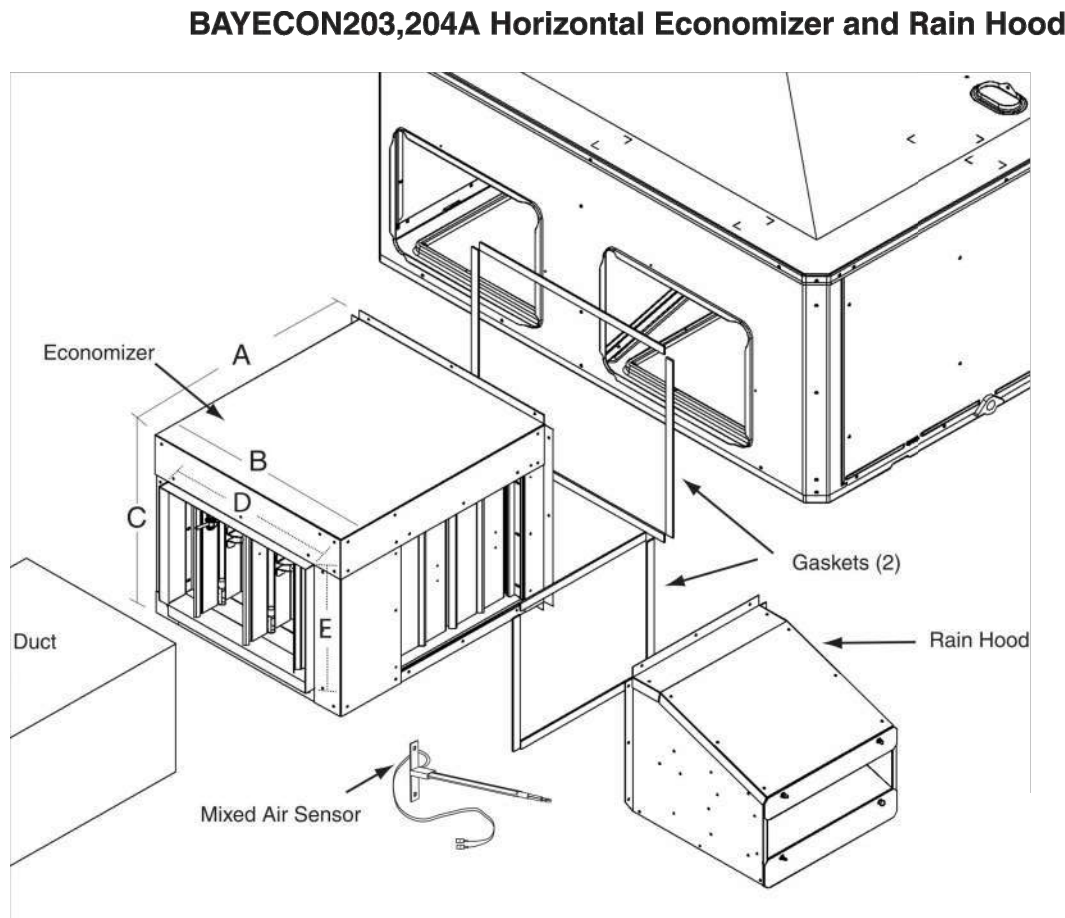 BAYECON203,204A Horizontal Economizer and Rain Hood
Economizer
A
B
D
C
E
Gaskets (2)
Duct
Rain Hood
Mixed Air Sensor